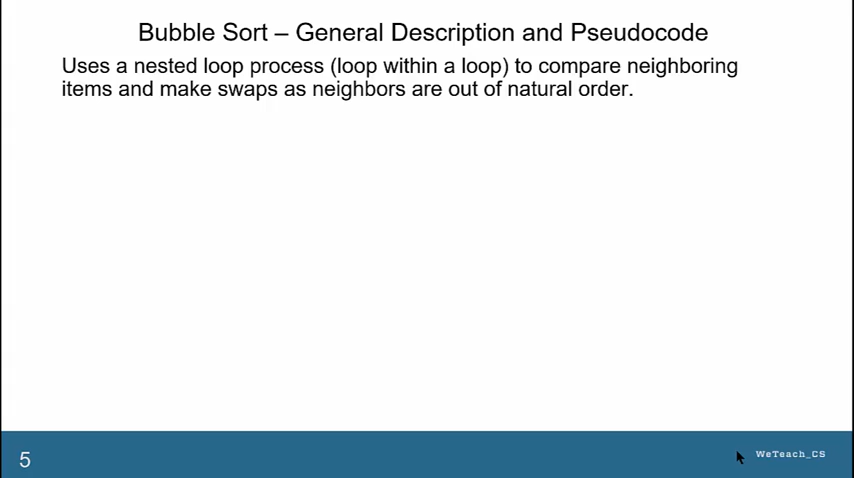 Bubble Sort – General Description and Pseudocode
Uses a nested loop process (loop within a loop) to compare neighboring
items and make swaps as neighbors are out of natural order.
5
WeTeach_CS